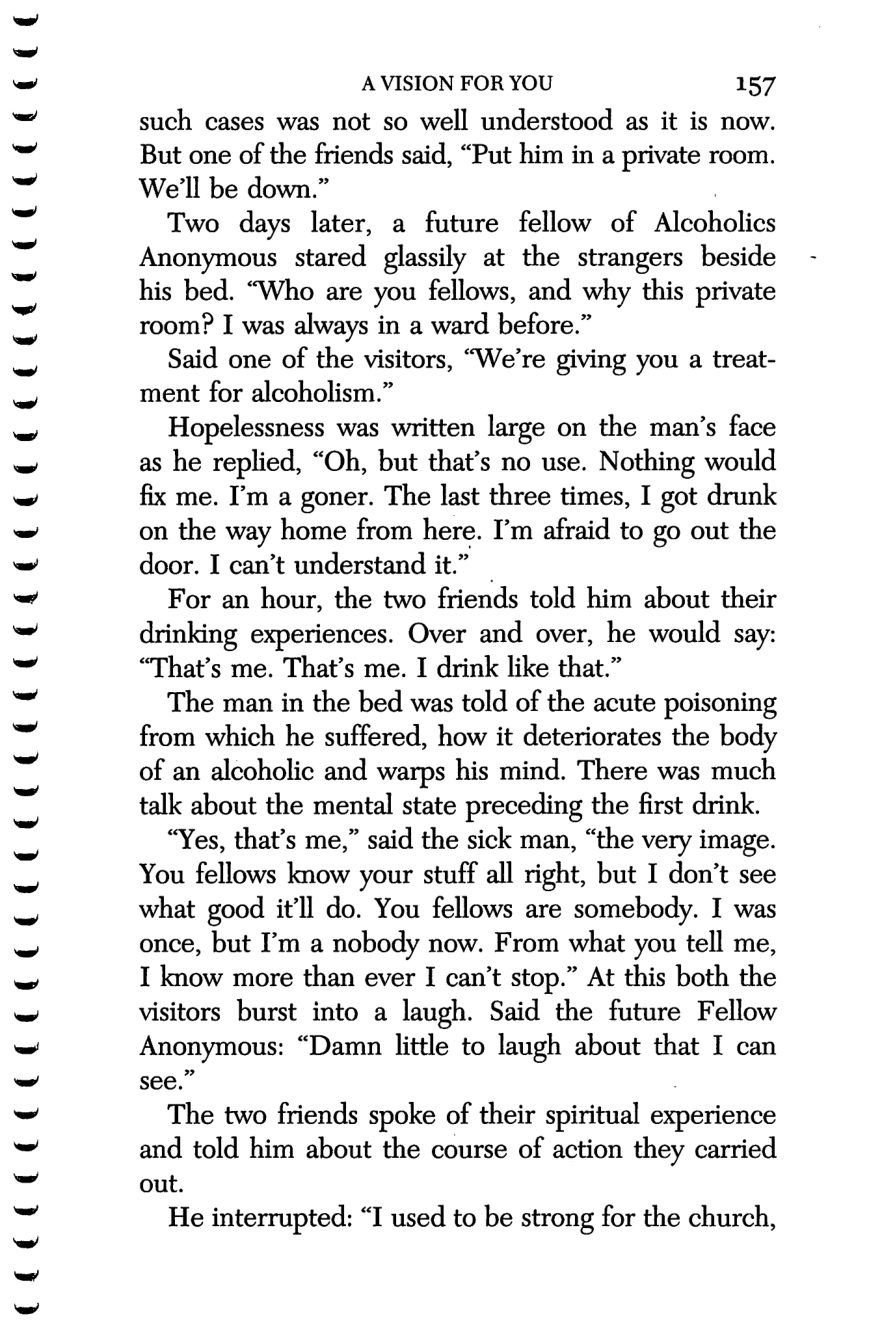 A VISION FOR YOU 157
such cases was not so well understood as it is now.
But one of the friends said, “Put him in a private room.
We’ll be down.”
Two days later, a future fellow of Alcoholics
Anonymous stared glassily at the strangers beside
his bed. “Who are you fellows, and why this private
room? I was always in a ward before.”
Said one of the visitors, “We’re giving you a treat-
ment for alcoholism.”
Hopelessness was written large on the man’s face
as he replied, “Oh, but that’s no use. Nothing would
fix me. I’m a goner. The last three times, I got drunk
on the way home from here. I’m afraid to go out the
door. I can’t understand it.”
For an hour, the two friends told him about their
drinking experiences. Over and over, he would say:
“That’s me. That’s me. I drink like that.”
The man in the bed was told of the acute poisoning
from which he suffered, how it deteriorates the body
of an alcoholic and warps his mind. There was much
talk about the mental state preceding the first drink.
“Yes, that’s me,” said the sick man, “the very image.
You fellows know your stuff all right, but I don’t see
what good it’ll do. You fellows are somebody. I was
once, but I’m a nobody now. From what you tell me,
I know more than ever I can’t stop.” At this both the
visitors burst into a laugh. Said the future Fellow
Anonymous: “Damn little to laugh about that I can
see.”
The two friends spoke of their spiritual experience
and told him about the course of action they carried
out.
He interrupted: “I used to be strong for the church,